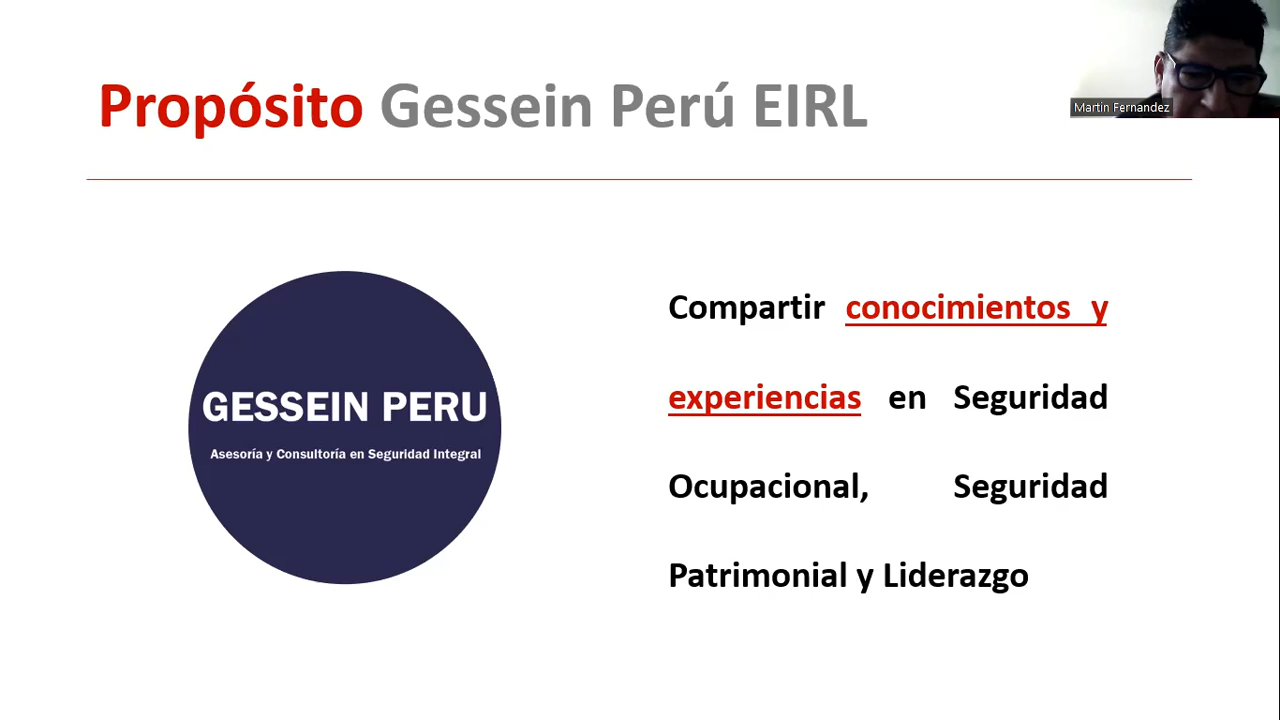 Propósito Gessein Perú EIRL
Martin Fernandez
GESSEIN PERU
Asesoría y Consultoría en Seguridad Integral
Compartir conocimientos y
experiencias en Seguridad
Ocupacional, Seguridad
Patrimonial y Liderazgo